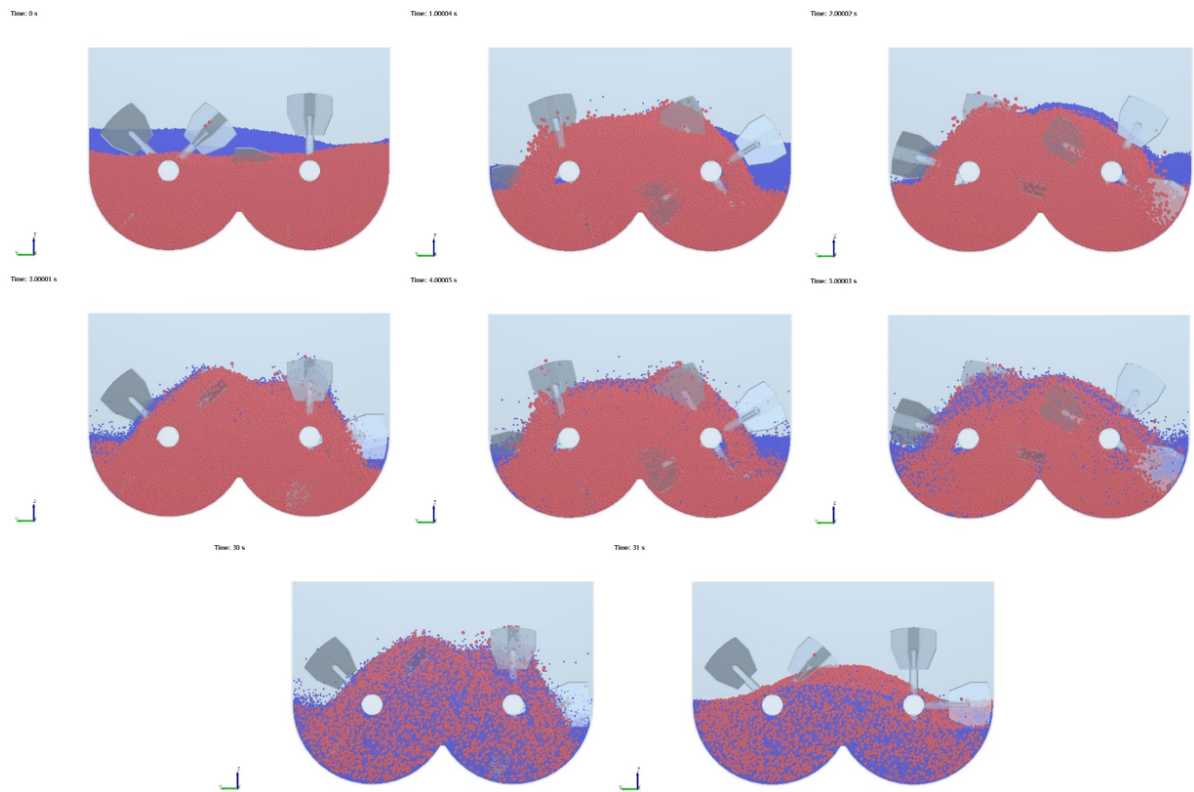 Time: 0 s
Time: 1.00004 s
Time: 2.00002 s
Time: 3.00001 s
Time: 4.00005 s
Time: 5.00003 s
Time: 30 s
Time: 31 s